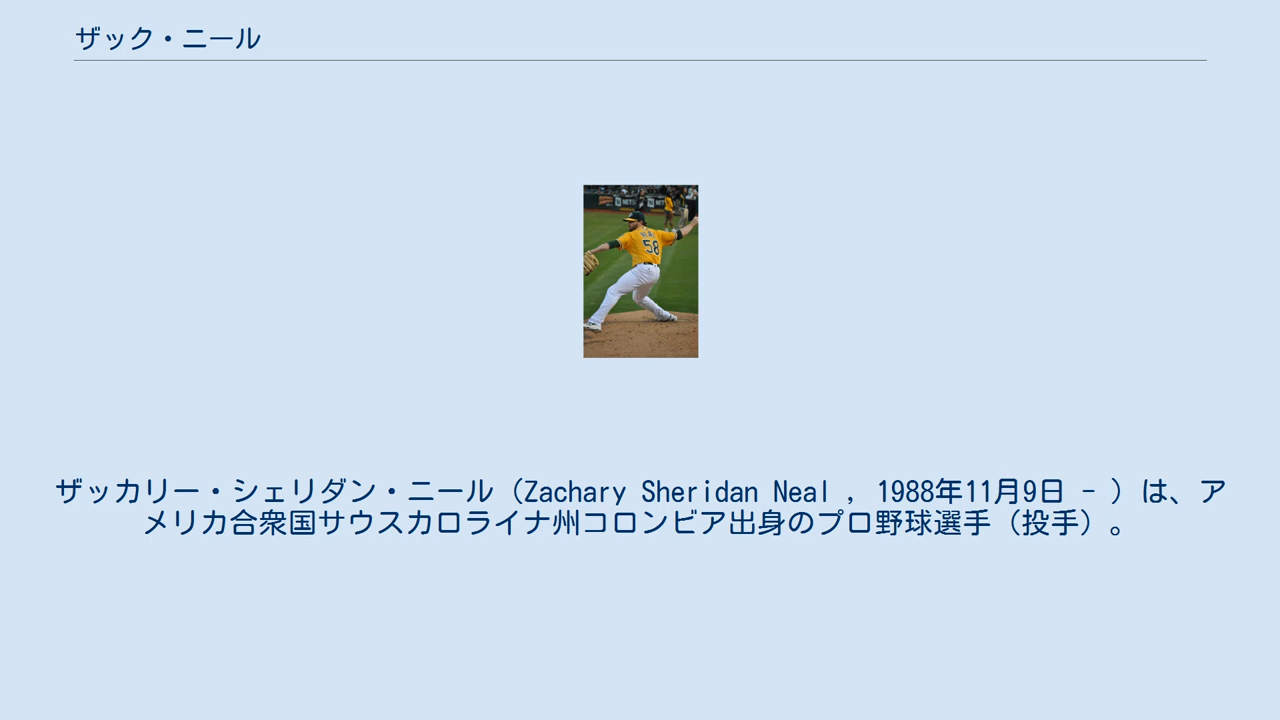 ザック・ニール
NEAL
58
ザッカリー・シェリダン・ニール（Zachary Sheridan Neal , 1988年11月9日 - ）は、ア
メリカ合衆国サウスカロライナ州コロンビア出身のプロ野球選手（投手）。